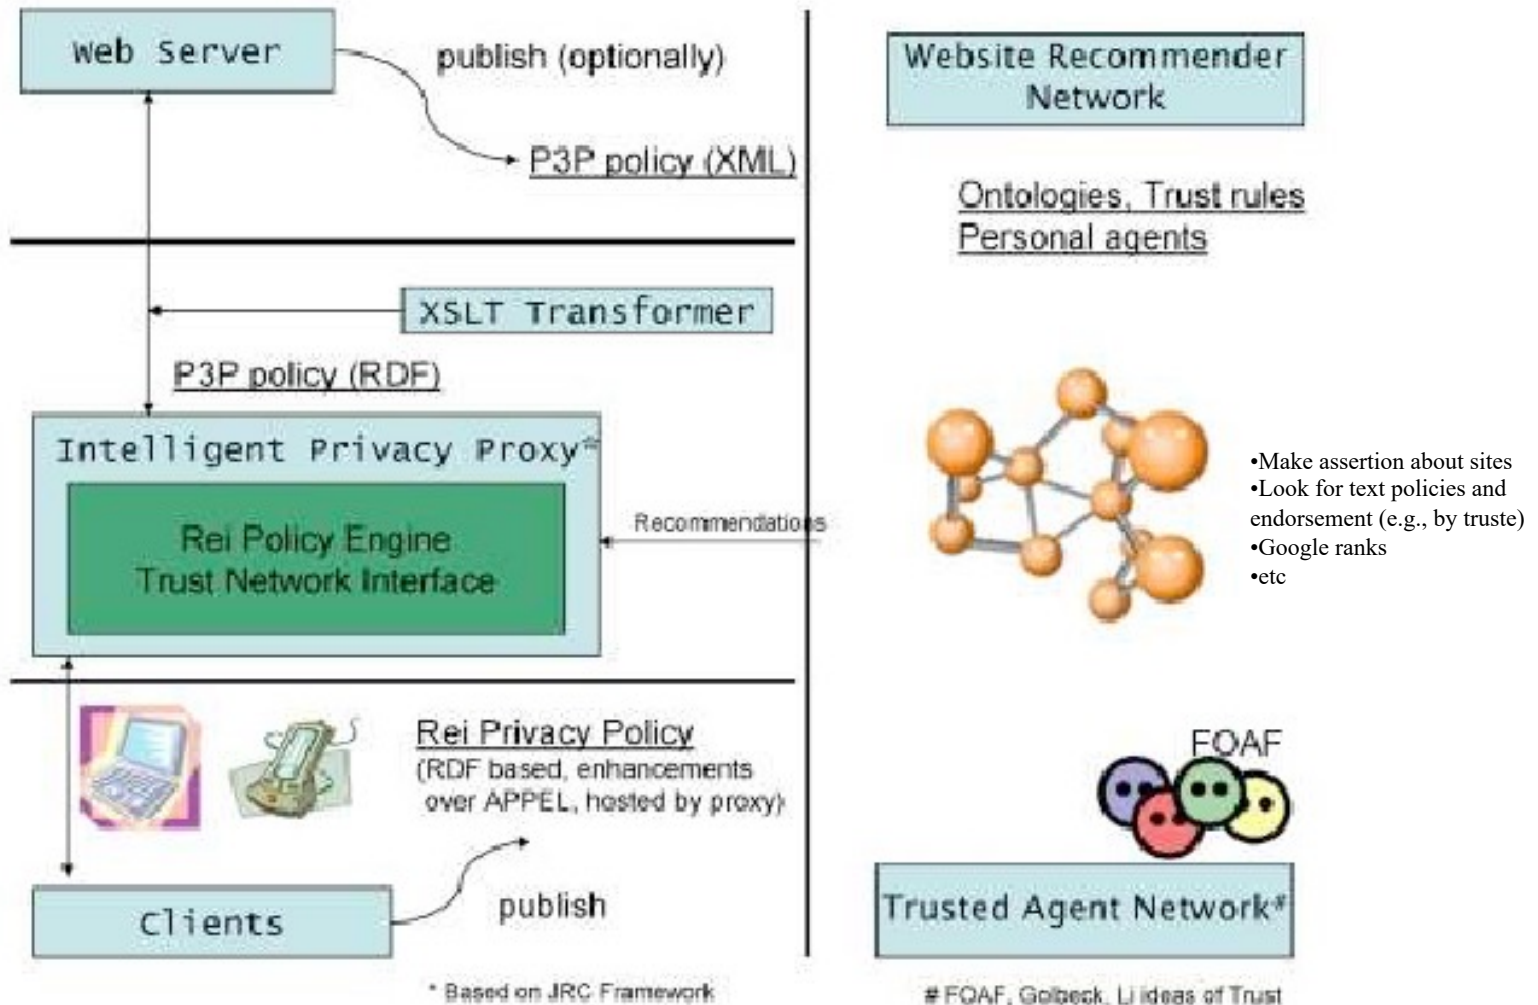 Web Server
publish (optionally)
P3P policy (XML)
XSLT Transformer
P3P policy (RDF)
Intelligent Privacy Proxy*
Rei Policy Engine
Trust Network Interface
Recommendations
Rei Privacy Policy
(RDF based, enhancements
over APPEL, hosted by proxy)
publish
Clients
* Based on JRC Framework
Website Recommender
Network
Ontologies, Trust rules
Personal agents
•Make assertion about sites
•Look for text policies and
endorsement (e.g., by truste)
•Google ranks
•etc
FOAF
Trusted Agent Network#
# FOAF, Golbeck, Li ideas of Trust